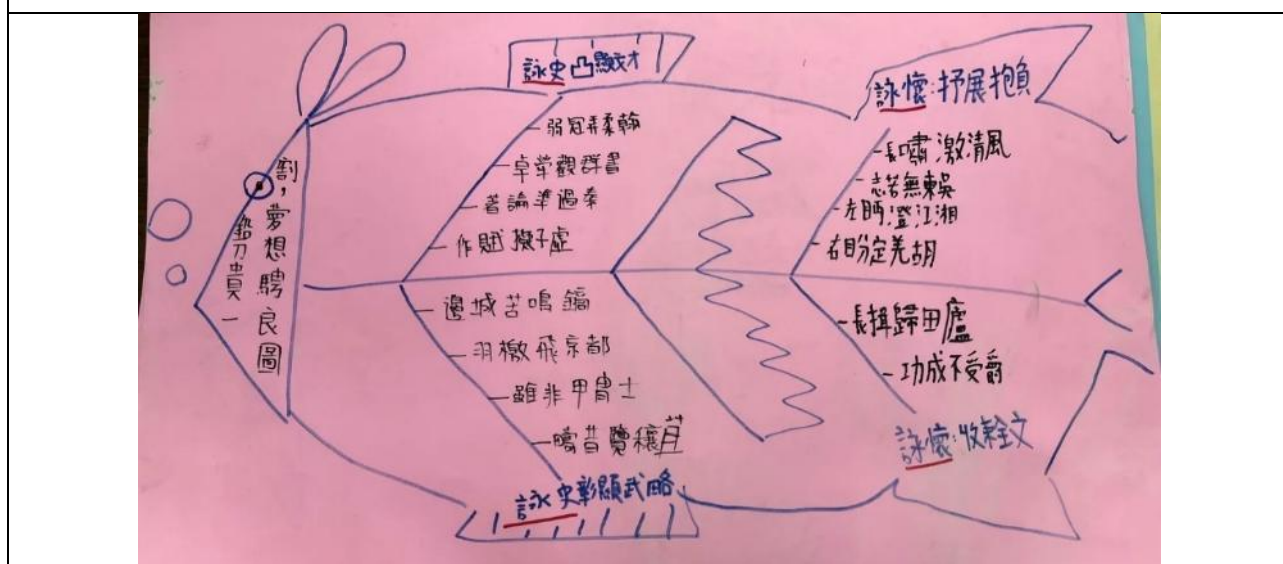 鉛刀貴一
割，夢想騁良圖
詠史凸顯文才
弱冠弄柔翰
卓犖觀群書
著論準過秦
作賦擬子虛
詠懷：抒展抱負
長嘯激清風
志若無東吳
左眄澄江湘
右盼定羌胡
邊城苦鳴鏑
羽檄飛京都
雖非甲胄士
疇昔覽穰苴
詠史彰顯武略
長揖歸田廬
功成不受爵
詠懷：收全文